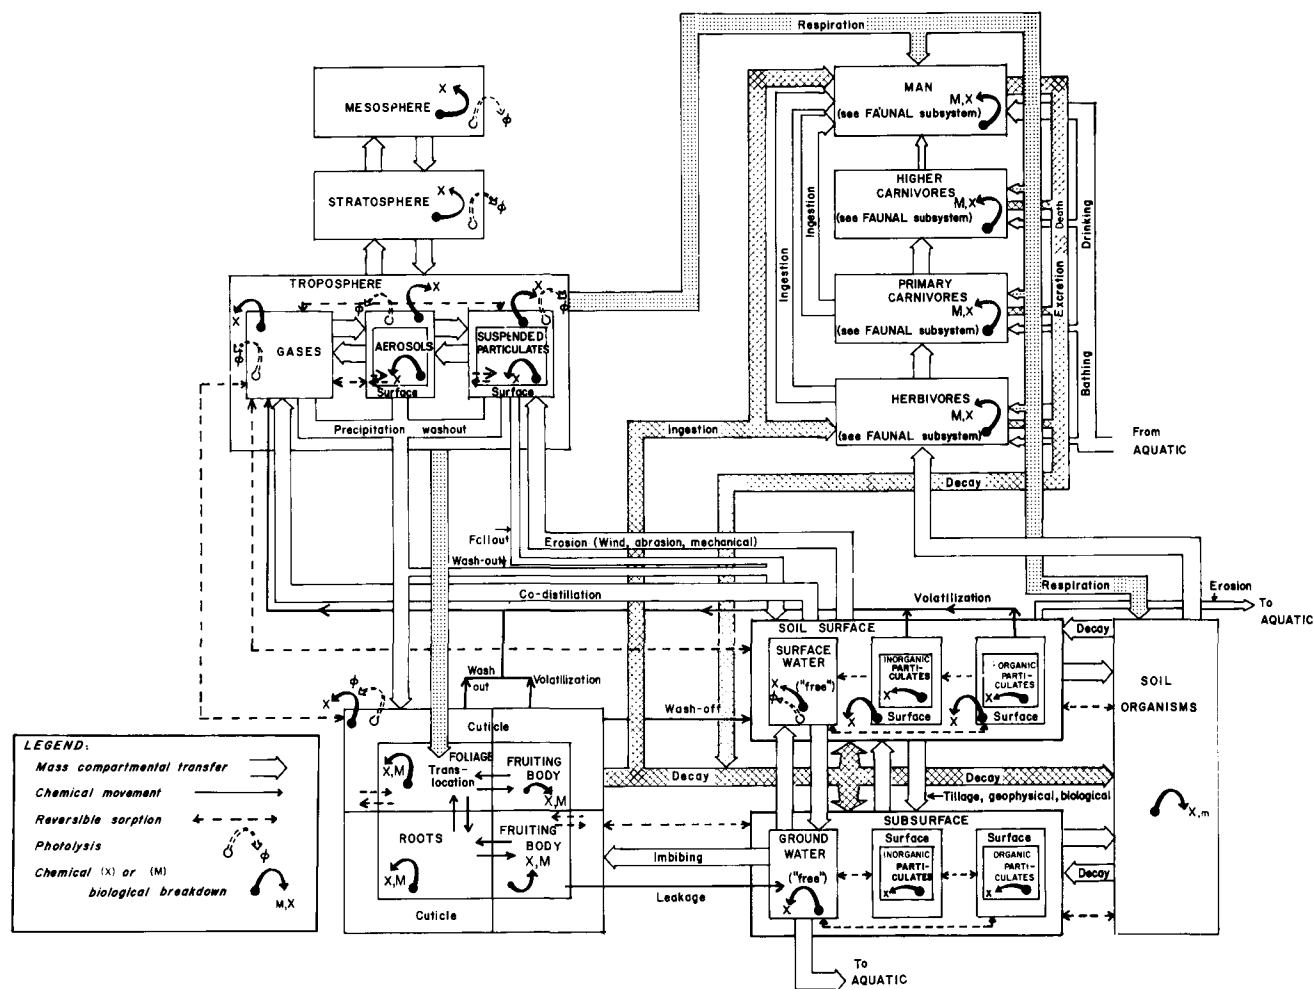 Respiration
MAN
M,X
(see FAUNAL subsystem)
X
MESOSPHERE
φ
HIGHER
CARNIVORES
M,X
(see FAUNAL subsystem)
X
STRATOSPHERE
φ
Ingestion
Ingestion
Death
Excretion
Drinking
Bathing
TROPOSPHERE
X
φ
X
X
φ
X
φ
GASES
AEROSOLS
X
Surface
SUSPENDED
PARTICULATES
X
Surface
PRIMARY
CARNIVORES
M,X
(see FAUNAL subsystem)
HERBIVORES
M,X
(see FAUNAL subsystem)
Precipitation washout
Ingestion
From
AQUATIC
Decay
Fallout
Erosion (Wind, abrasion, mechanical)
Wash-out
Co-distillation
Respiration
Erosion
To
AQUATIC
Volatilization
SOIL SURFACE
Decay
SURFACE
WATER
("free")
X
φ
INORGANIC
PARTI-
CULATES
X
Surface
X
ORGANIC
PARTI-
CULATES
X
Surface
X
SOIL
ORGANISMS
X,m
Wash
out
Volatilization
φ
X
Cuticle
Wash-off
FOLIAGE
Trans-
location
X,M
FRUITING
BODY
X,M
Decay
Decay
Tillage, geophysical, biological
ROOTS
X,M
FRUITING
BODY
X,M
Cuticle
Imbibing
Leakage
SUBSURFACE
GROUND
WATER
("free")
X
Surface
INORGANIC
PARTI-
CULATES
X
Surface
ORGANIC
PARTI-
CULATES
X
Decay
To
AQUATIC
LEGEND:
Mass compartmental transfer
Chemical movement
Reversible sorption
Photolysis
φ
Chemical (X) or (M)
biological breakdown
M,X